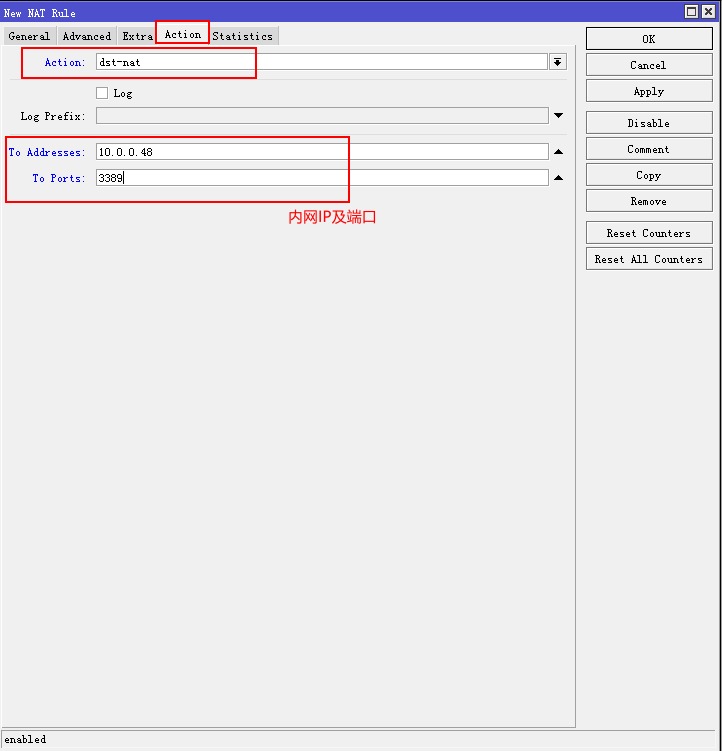 New NAT Rule
General Advanced Extra Action Statistics
Action: dst-nat
Log
Log Prefix:
To Addresses: 10.0.0.48
To Ports: 3389
内网IP及端口
OK
Cancel
Apply
Disable
Comment
Copy
Remove
Reset Counters
Reset All Counters
enabled